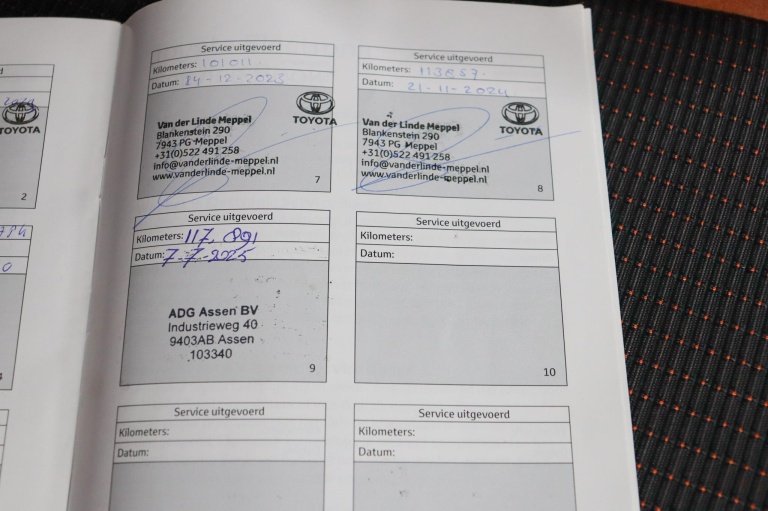 Service uitgevoerd
Kilometers: 101011
Datum: 14-12-2023
TOYOTA
Van der Linde Meppel
Blankenstein 290
7943 PG Meppel
+31(0)522 491 258
info@vanderlinde-meppel.nl
www.vanderlinde-meppel.nl
7
Service uitgevoerd
Kilometers: 113657
Datum: 21-11-2024
TOYOTA
Van der Linde Meppel
Blankenstein 290
7943 PG Meppel
+31(0)522 491 258
info@vanderlinde-meppel.nl
www.vanderlinde-meppel.nl
8
TOYOTA
2
Service uitgevoerd
Kilometers: 117.091
Datum: 7-7-2025
ADG Assen BV
Industrieweg 40
9403AB Assen
103340
9
Service uitgevoerd
Kilometers:
Datum:
10
Service uitgevoerd
Kilometers:
Datum:
Service uitgevoerd
Kilometers:
Datum: